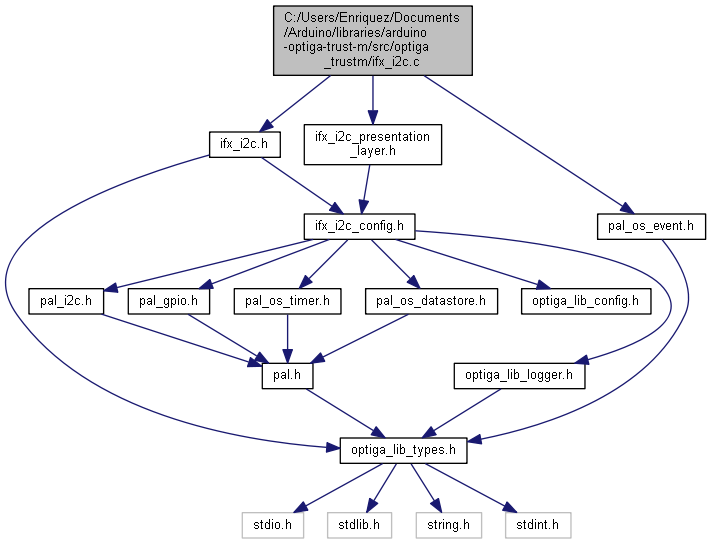 C:/Users/Enriquez/Documents
/Arduino/libraries/arduino
-optiga-trust-m/src/optiga
_trustm/ifx_i2c.c
ifx_i2c.h
ifx_i2c_presentation
_layer.h
ifx_i2c_config.h
pal_os_event.h
pal_i2c.h
pal_gpio.h
pal_os_timer.h
pal_os_datastore.h
optiga_lib_config.h
pal.h
optiga_lib_logger.h
optiga_lib_types.h
stdio.h
stdlib.h
string.h
stdint.h